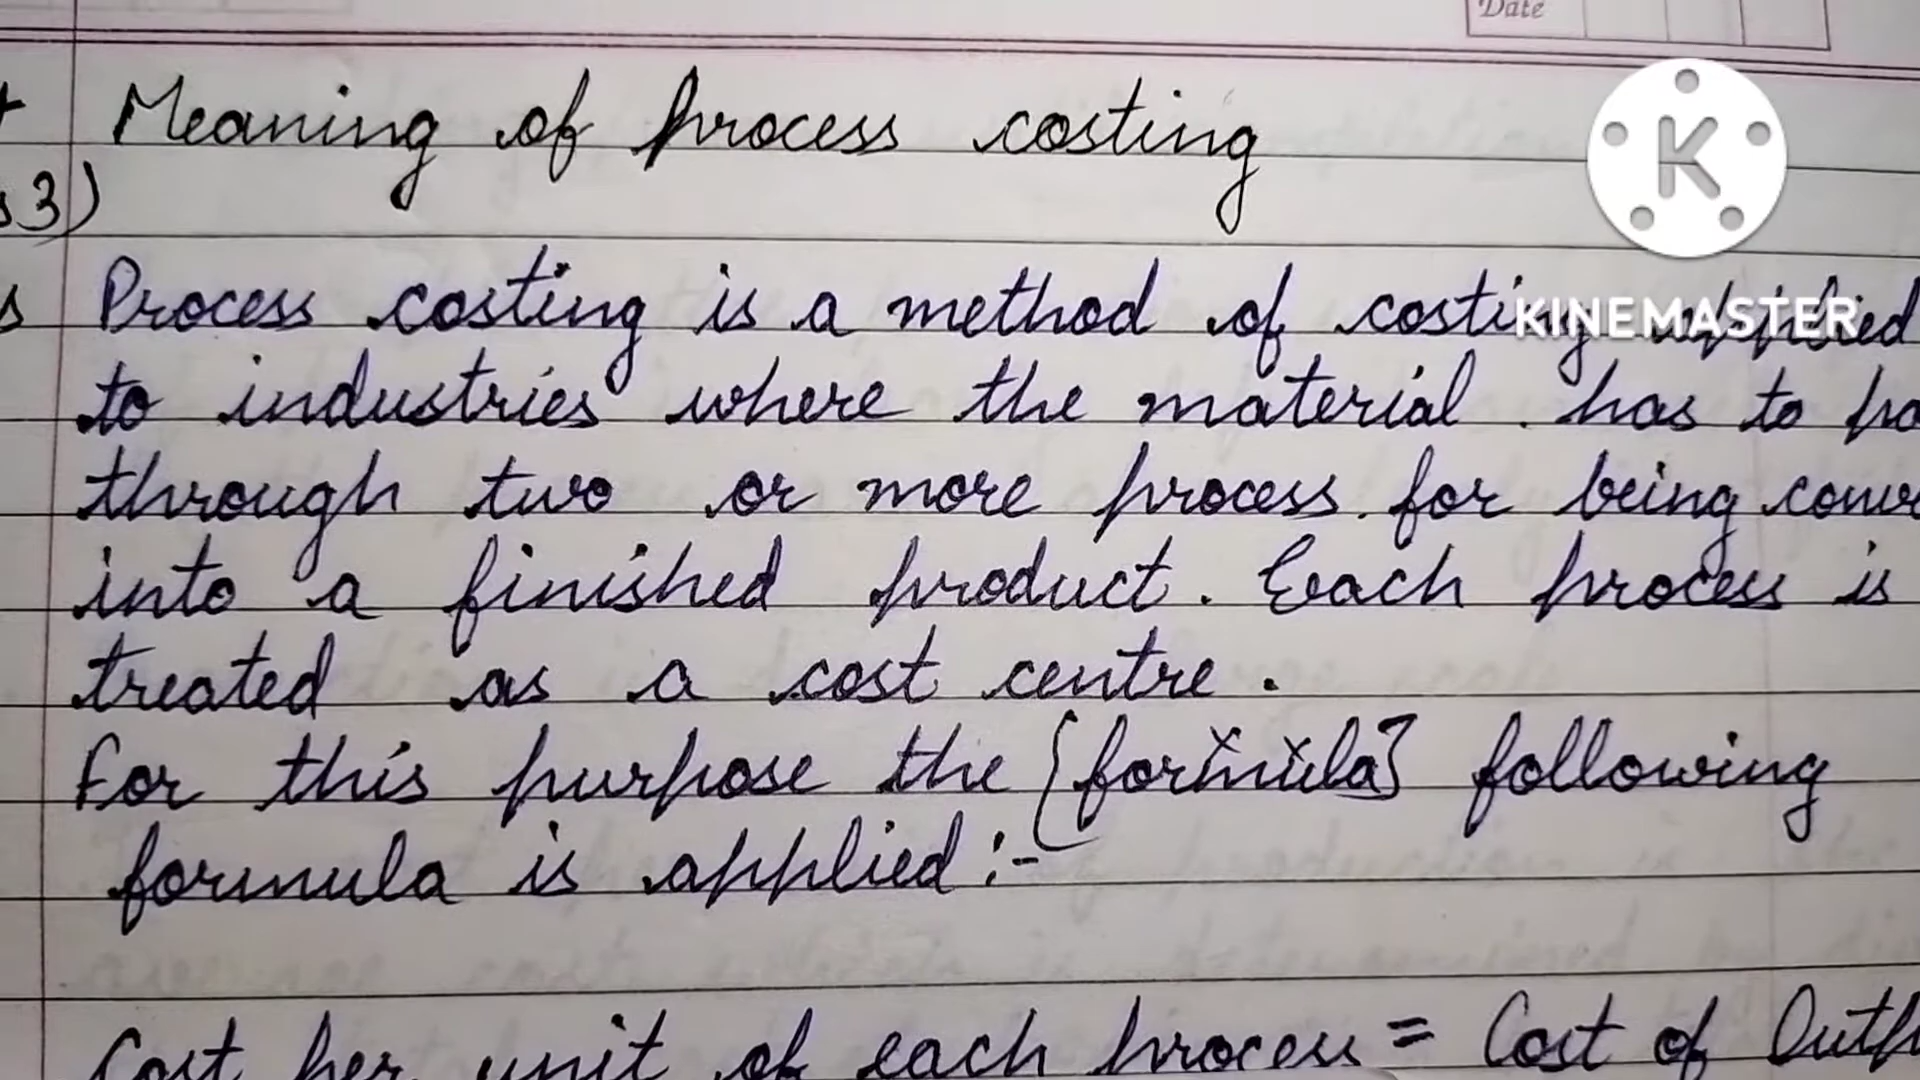 Date
Meaning of process costing
3)
Process costing is a method of costing applied
KINEMASTER
to industries where the material has to
through two or more process for being
into a finished product. Each process is
treated as a cost centre.
For this purpose the [formula] following
formula is applied :-
Cost per unit of each process = Cost of